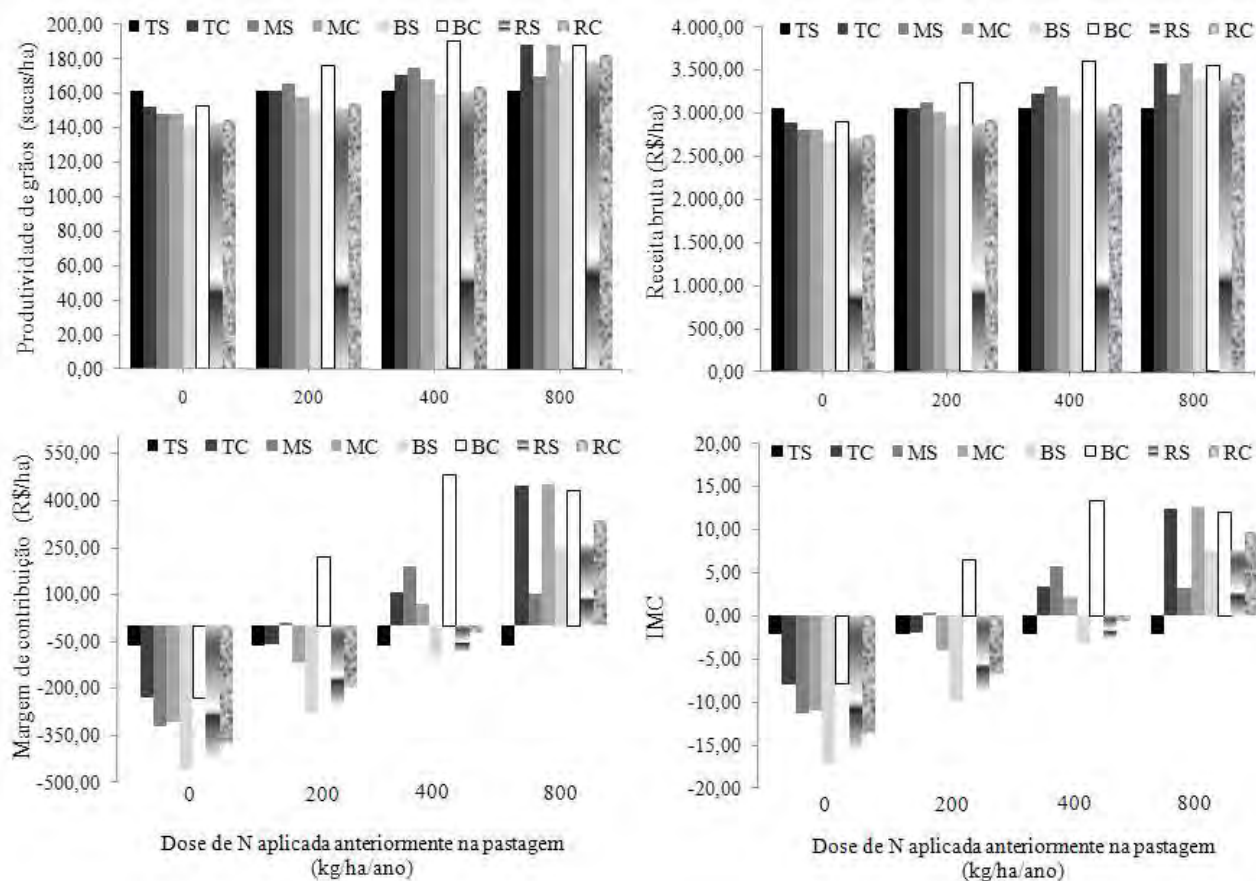 TS TC MS MC BS BC RS RC
Produtividade de grãos (sacas/ha)
200,00
180,00
160,00
140,00
120,00
100,00
80,00
60,00
40,00
20,00
0,00
0 200 400 800
TS TC MS MC BS BC RS RC
Receita bruta (R$/ha)
4.000,00
3.500,00
3.000,00
2.500,00
2.000,00
1.500,00
1.000,00
500,00
0,00
0 200 400 800
TS TC MS MC BS BC RS RC
Margem de contribuição (R$/ha)
550,00
400,00
250,00
100,00
-50,00
-200,00
-350,00
-500,00
0 200 400 800
Dose de N aplicada anteriormente na pastagem
(kg/ha/ano)
TS TC MS MC BS BC RS RC
IMC
20,00
15,00
10,00
5,00
0,00
-5,00
-10,00
-15,00
-20,00
0 200 400 800
Dose de N aplicada anteriormente na pastagem
(kg/ha/ano)